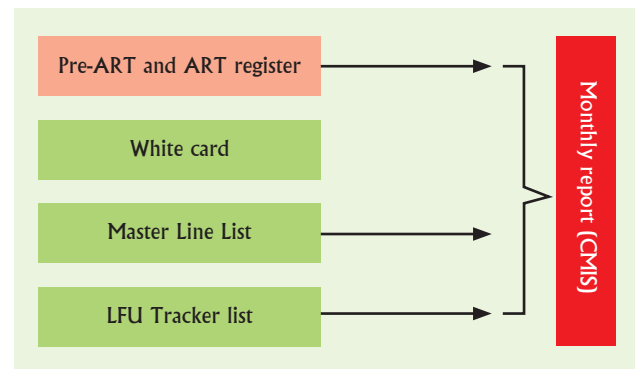 Pre-ART and ART register
White card
Master Line List
LFU Tracker list
Monthly report (CMIS)